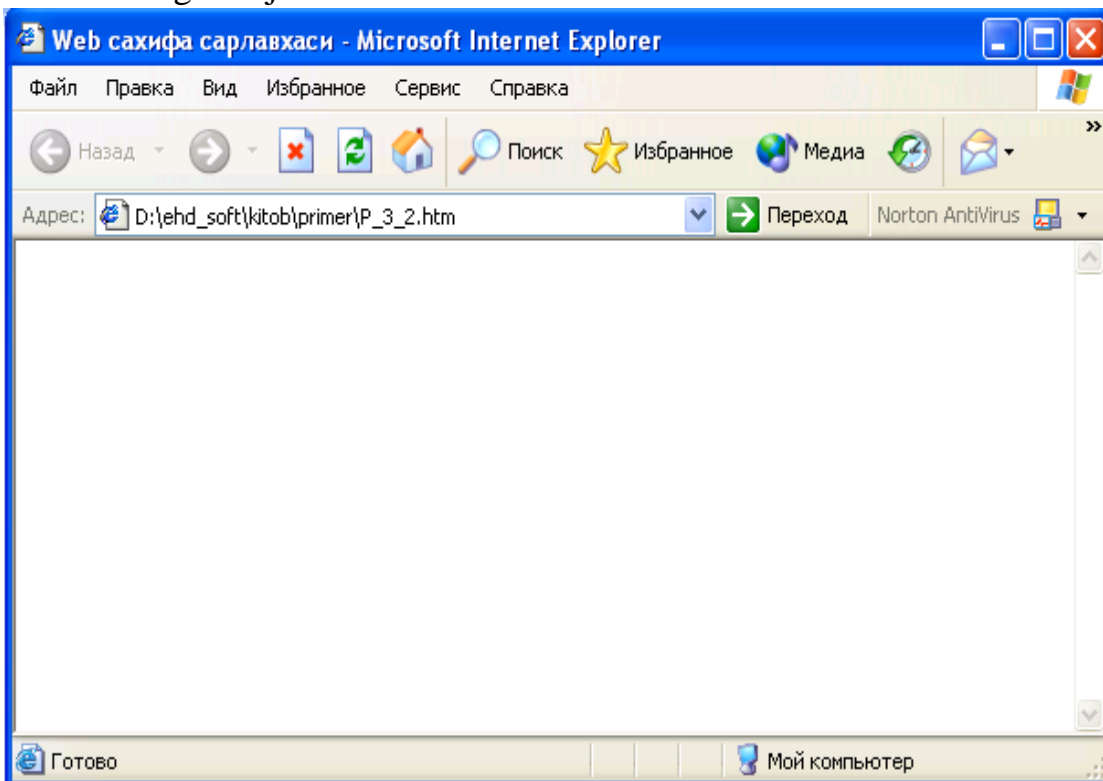 Web сахифа сарлавхаси - Microsoft Internet Explorer
Файл Правка Вид Избранное Сервис Справка
Назад Поиск Избранное Медиа »
Адрес: D:\ehd_soft\kitob\primer\P_3_2.htm Переход Norton AntiVirus
Готово Мой компьютер